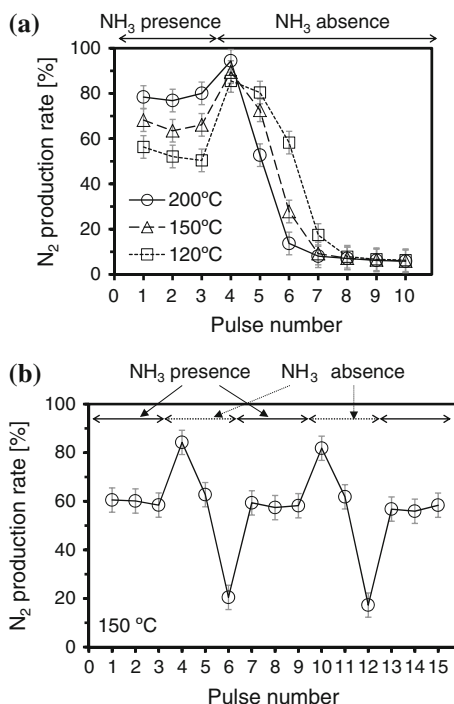 (a)
NH₃ presence NH₃ absence
N₂ production rate [%]
100
80
60
40
20
0
200ºC
150ºC
120ºC
0 1 2 3 4 5 6 7 8 9 10
Pulse number
(b)
NH₃ presence NH₃ absence
N₂ production rate [%]
100
80
60
40
20
0
150 ºC
0 1 2 3 4 5 6 7 8 9 10 11 12 13 14 15
Pulse number